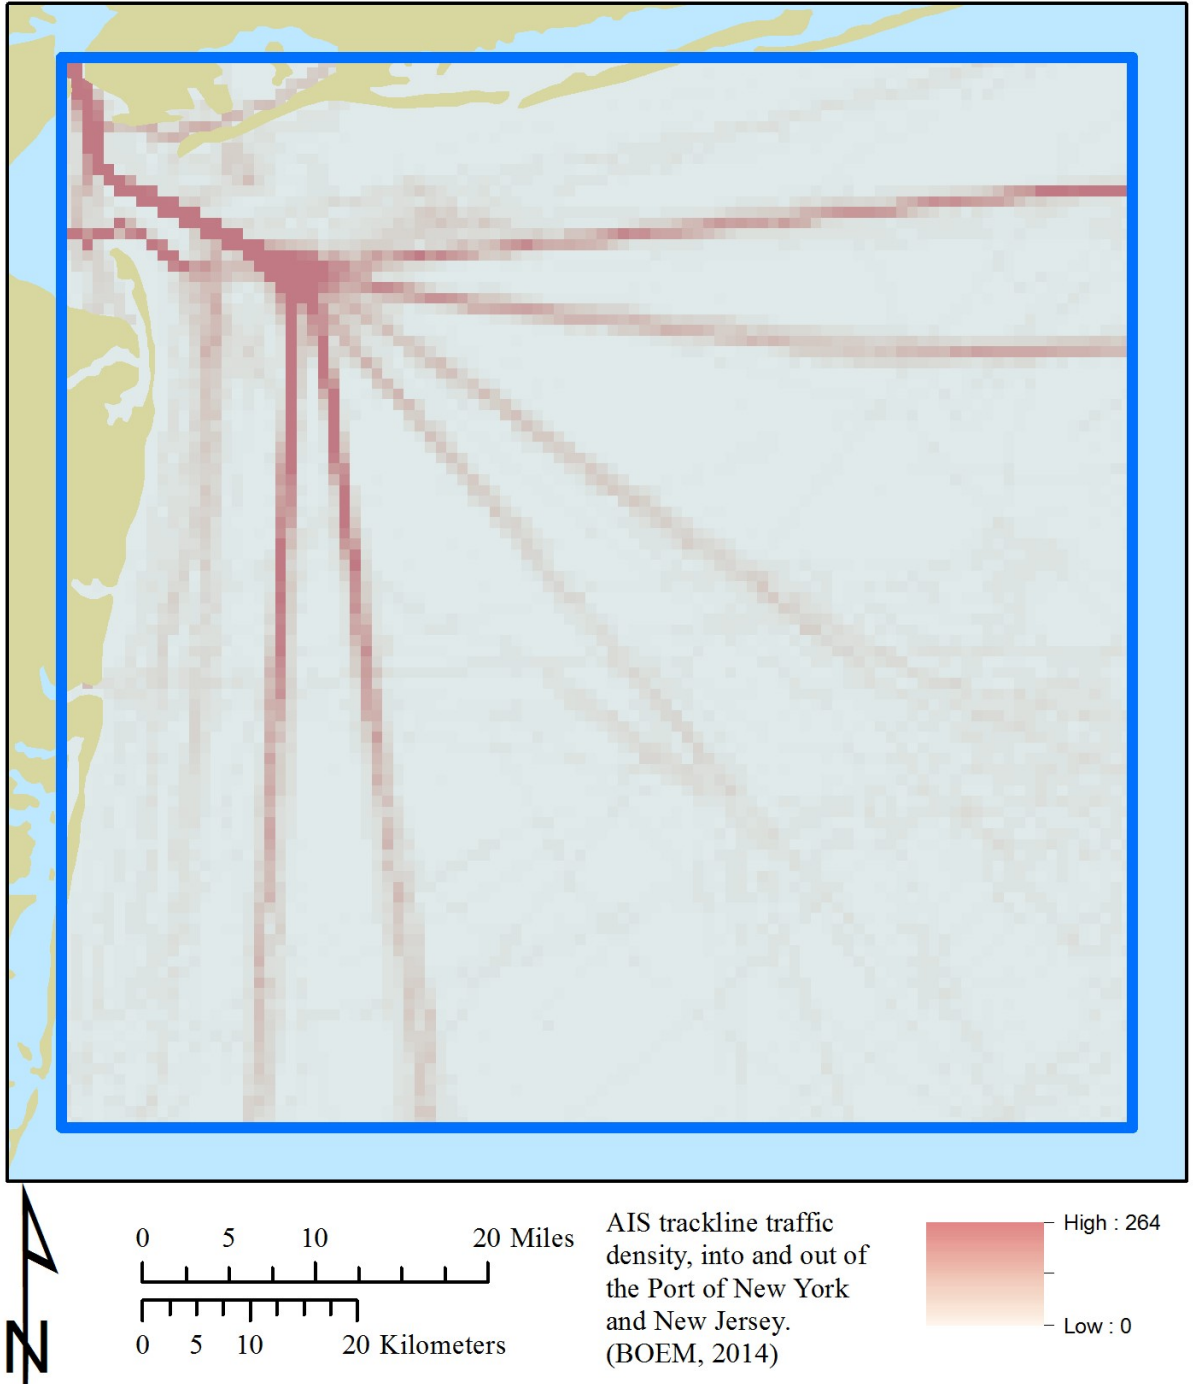 0 5 10 20 Miles
0 5 10 20 Kilometers
N
AIS trackline traffic
density, into and out of
the Port of New York
and New Jersey.
(BOEM, 2014)
High : 264
Low : 0